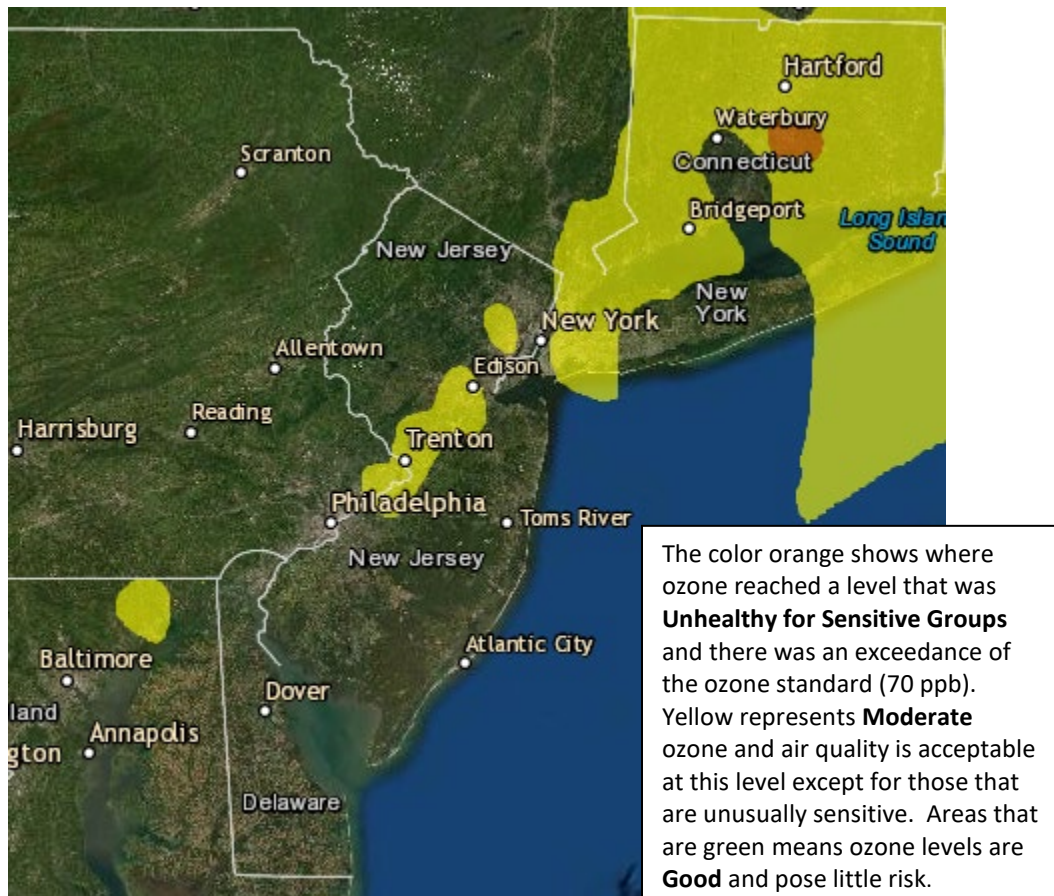 Hartford
Waterbury
Connecticut
Scranton
Bridgeport
Long Islan
Sound
New Jersey
New
York
New York
Allentown
Edison
Reading
Harrisburg
Trenton
Philadelphia
Toms River
New Jersey
Baltimore
Atlantic City
Dover
land
Annapolis
gton
Delaware
The color orange shows where
ozone reached a level that was
Unhealthy for Sensitive Groups
and there was an exceedance of
the ozone standard (70 ppb).
Yellow represents Moderate
ozone and air quality is acceptable
at this level except for those that
are unusually sensitive.  Areas that
are green means ozone levels are
Good and pose little risk.